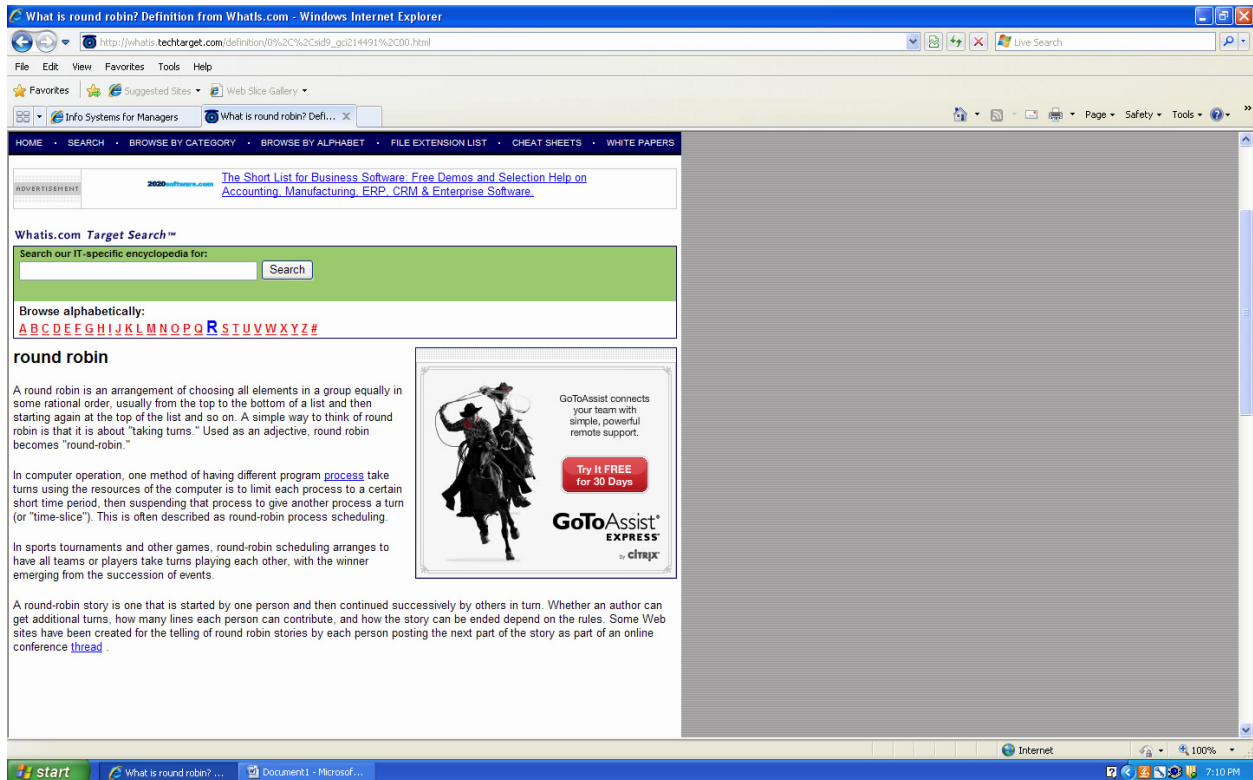 What is round robin? Definition from WhatIs.com - Windows Internet Explorer
http://whatis.techtarget.com/definition/0%2C%2Csid9_gci214491%2C00.html
Live Search
File Edit View Favorites Tools Help
Favorites Suggested Sites Web Slice Gallery
Info Systems for Managers What is round robin? Defi... X
Page Safety Tools
HOME · SEARCH · BROWSE BY CATEGORY · BROWSE BY ALPHABET · FILE EXTENSION LIST · CHEAT SHEETS · WHITE PAPERS
ADVERTISEMENT
2020software.com
The Short List for Business Software: Free Demos and Selection Help on
Accounting, Manufacturing, ERP, CRM & Enterprise Software.
Whatis.com Target Search™
Search our IT-specific encyclopedia for:
Search
Browse alphabetically:
A B C D E F G H I J K L M N O P Q R S T U V W X Y Z #
round robin
A round robin is an arrangement of choosing all elements in a group equally in
some rational order, usually from the top to the bottom of a list and then
starting again at the top of the list and so on. A simple way to think of round
robin is that it is about "taking turns." Used as an adjective, round robin
becomes "round-robin."
In computer operation, one method of having different program process take
turns using the resources of the computer is to limit each process to a certain
short time period, then suspending that process to give another process a turn
(or "time-slice"). This is often described as round-robin process scheduling.
In sports tournaments and other games, round-robin scheduling arranges to
have all teams or players take turns playing each other, with the winner
emerging from the succession of events.
GoToAssist connects
your team with
simple, powerful
remote support.
Try It FREE
for 30 Days
GoToAssist
EXPRESS
by CITRIX
A round-robin story is one that is started by one person and then continued successively by others in turn. Whether an author can
get additional turns, how many lines each person can contribute, and how the story can be ended depend on the rules. Some Web
sites have been created for the telling of round robin stories by each person posting the next part of the story as part of an online
conference thread .
Internet 100%
start What is round robin? ... Document1 - Microsof... 7:10 PM